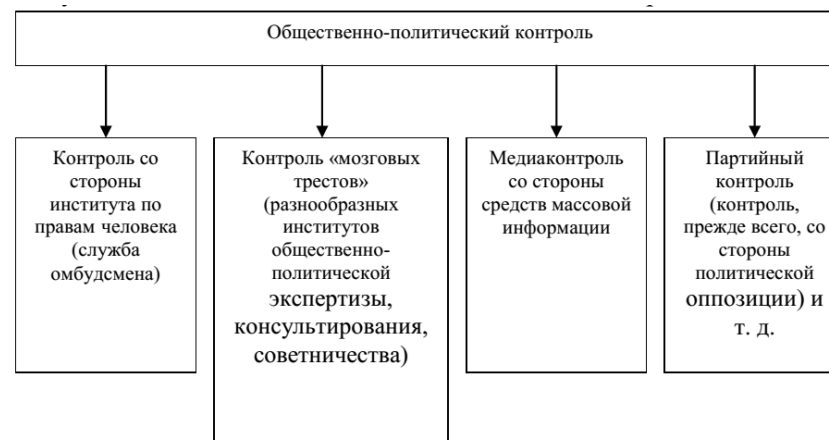 Общественно-политический контроль
Контроль со
стороны
института по
правам человека
(служба
омбудсмена)
Контроль «мозговых
трестов»
(разнообразных
институтов
общественно-
политической
экспертизы,
консультирования,
советничества)
Медиаконтроль
со стороны
средств массовой
информации
Партийный
контроль
(контроль,
прежде всего, со
стороны
политической
оппозиции) и
т. д.